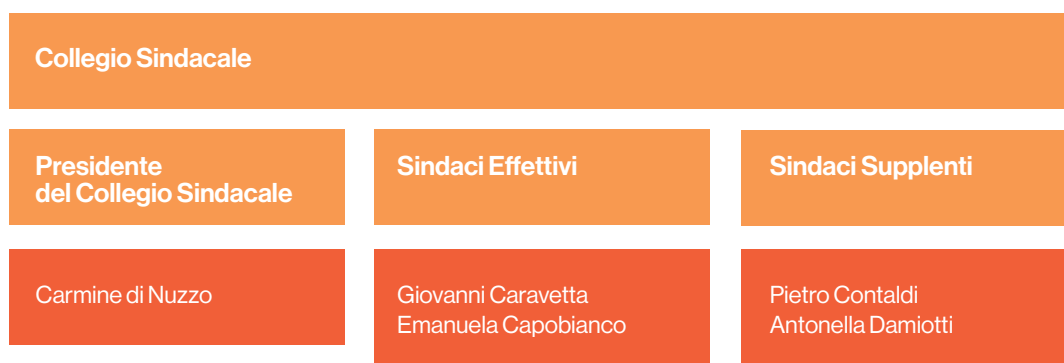 Collegio Sindacale
Presidente
del Collegio Sindacale
Carmine di Nuzzo
Sindaci Effettivi
Giovanni Caravetta
Emanuela Capobianco
Sindaci Supplenti
Pietro Contaldi
Antonella Damiotti